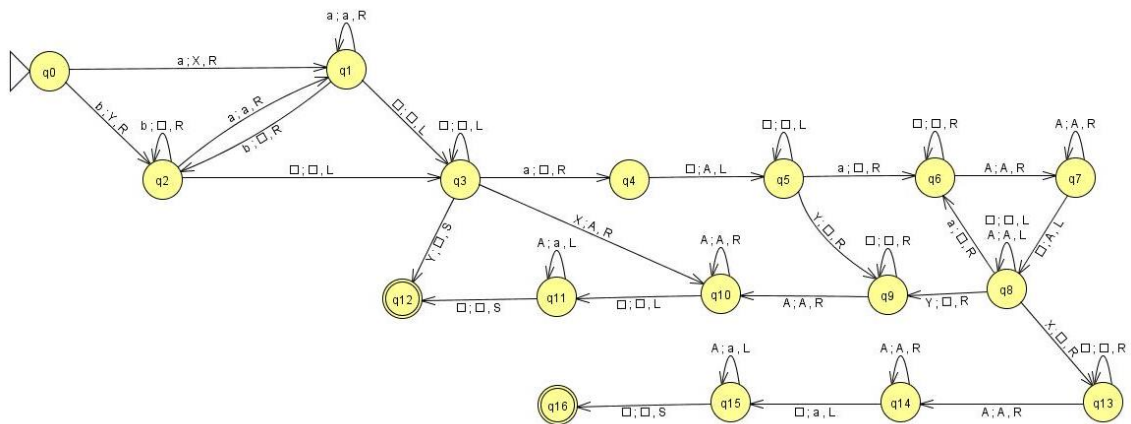 a ; a , R
q0
a ; X , R
q1
b ; Y , R
b ; □ , R
a ; a , R
b ; □ , R
□ ; □ , L
□ ; □ , L
□ ; □ , L
□ ; □ , R
A ; A , R
q2
□ ; □ , L
q3
a ; □ , R
q4
□ ; A , L
q5
a ; □ , R
q6
A ; A , R
q7
Y ; □ , S
X ; A , R
A ; a , L
A ; A , R
Y ; □ , R
□ ; □ , R
a ; □ , R
□ ; □ , L
A ; A , L
□ ; A , L
q12
□ ; □ , S
q11
□ ; □ , L
q10
A ; A , R
q9
Y ; □ , R
q8
X ; □ , R
A ; a , L
A ; A , R
□ ; □ , R
q16
□ ; □ , S
q15
□ ; a , L
q14
A ; A , R
q13